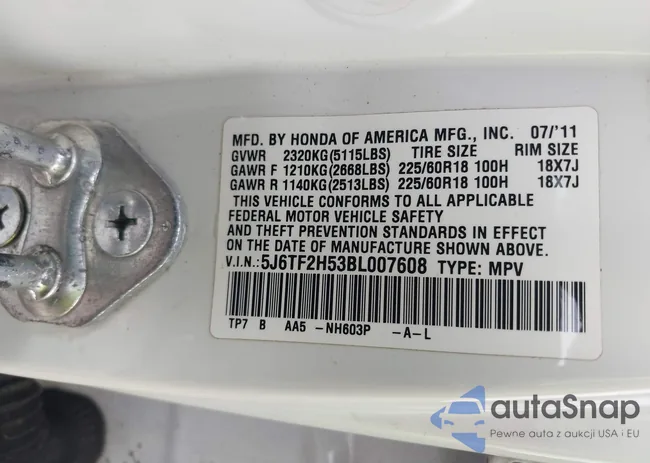 MFD. BY HONDA OF AMERICA MFG., INC. 07/'11
GVWR 2320KG(5115LBS) TIRE SIZE RIM SIZE
GAWR F 1210KG(2668LBS) 225/60R18 100H 18X7J
GAWR R 1140KG(2513LBS) 225/60R18 100H 18X7J
THIS VEHICLE CONFORMS TO ALL APPLICABLE
FEDERAL MOTOR VEHICLE SAFETY
AND THEFT PREVENTION STANDARDS IN EFFECT
ON THE DATE OF MANUFACTURE SHOWN ABOVE.
V.I.N.: 5J6TF2H53BL007608 TYPE: MPV
TP7 B AA5 -NH603P -A-L
autaSnap
Pewne auta z aukcji USA i EU